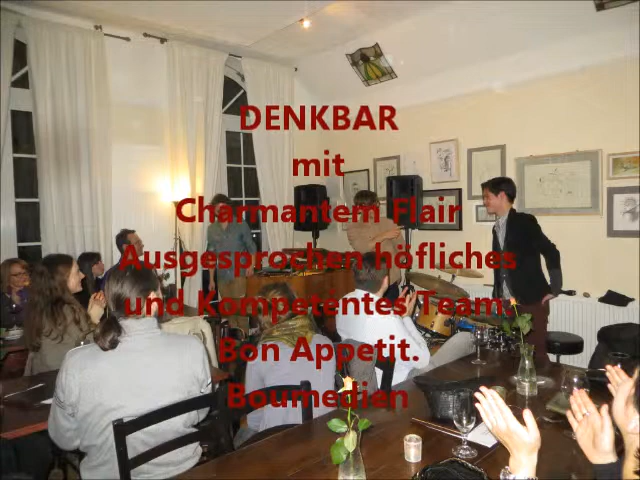 DENKBAR
mit
Charmantem Flair
Ausgesprochen höfliches
und Kompetentes Team.
Bon Appetit.
Boumedien